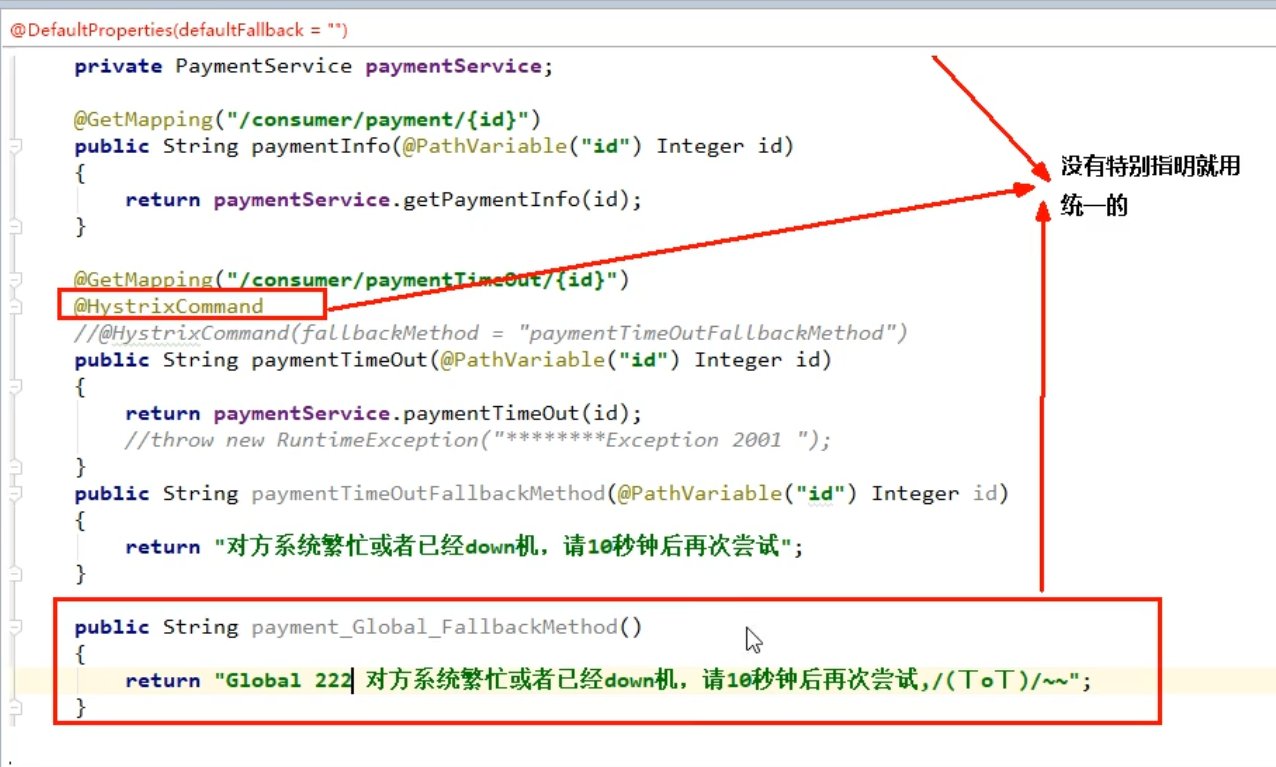 @DefaultProperties(defaultFallback = "")
private PaymentService paymentService;
@GetMapping("/consumer/payment/{id}")
public String paymentInfo(@PathVariable("id") Integer id)
{
return paymentService.getPaymentInfo(id);
}
@GetMapping("/consumer/paymentTimeOut/{id}")
@HystrixCommand
//@HystrixCommand(fallbackMethod = "paymentTimeOutFallbackMethod")
public String paymentTimeOut(@PathVariable("id") Integer id)
{
return paymentService.paymentTimeOut(id);
//throw new RuntimeException("********Exception 2001 ");
}
public String paymentTimeOutFallbackMethod(@PathVariable("id") Integer id)
{
return "对方系统繁忙或者已经down机，请10秒钟后再次尝试";
}
public String payment_Global_FallbackMethod()
{
return "Global 222 对方系统繁忙或者已经down机，请10秒钟后再次尝试,/(ㄒoㄒ)/~~";
}
没有特别指明就用
统一的